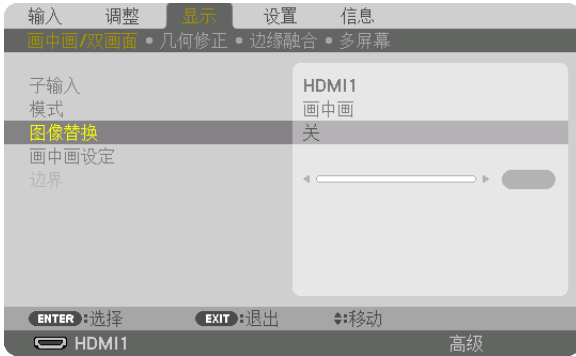 输入 调整 显示 设置 信息
画中画/双画面 • 几何修正 • 边缘融合 • 多屏幕
子输入 HDMI1
模式 画中画
图像替换 关
画中画设定
边界
ENTER :选择 EXIT :退出 :移动
HDMI1 高级